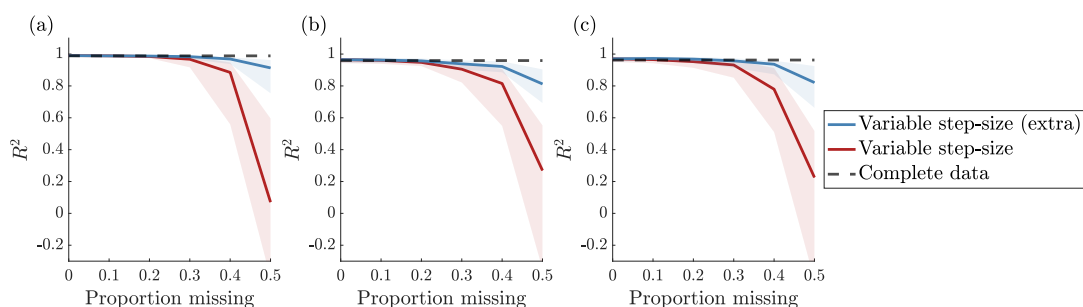 (a)
1
0.8
0.6
0.4
0.2
0
-0.2
R²
0 0.1 0.2 0.3 0.4 0.5
Proportion missing
(b)
1
0.8
0.6
0.4
0.2
0
-0.2
R²
0 0.1 0.2 0.3 0.4 0.5
Proportion missing
(c)
1
0.8
0.6
0.4
0.2
0
-0.2
R²
0 0.1 0.2 0.3 0.4 0.5
Proportion missing
Variable step-size (extra)
Variable step-size
Complete data